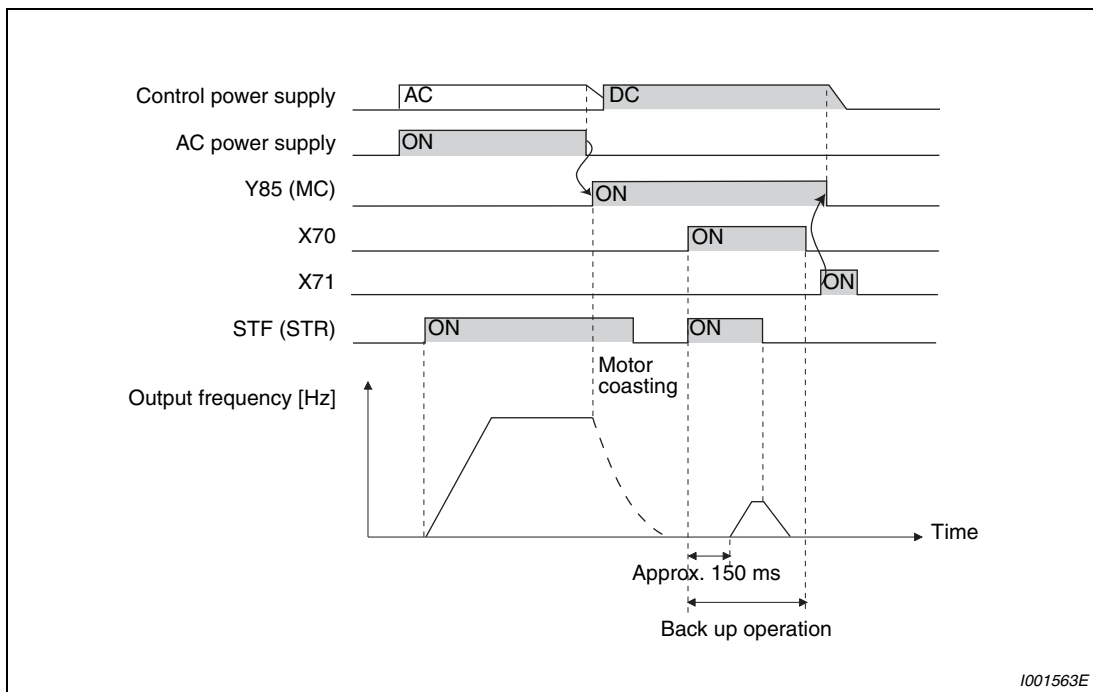 Control power supply
AC
DC
AC power supply
ON
Y85 (MC)
ON
X70
ON
X71
ON
STF (STR)
ON
ON
Motor
coasting
Output frequency [Hz]
Time
Approx. 150 ms
Back up operation
I001563E